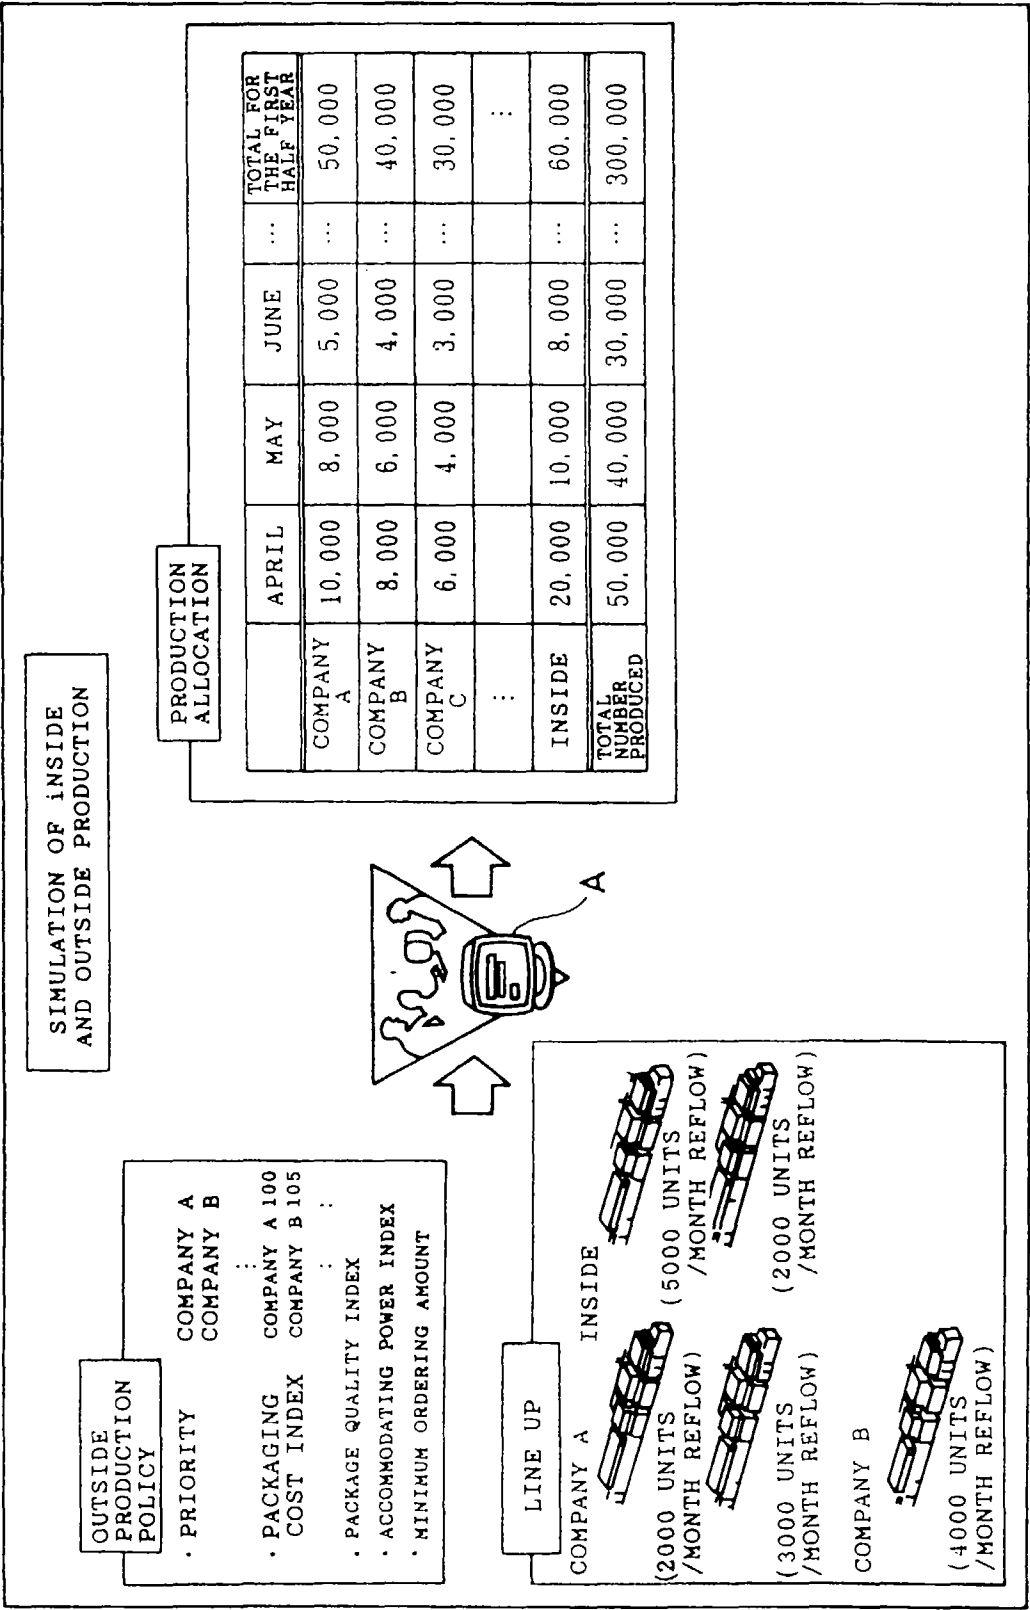 SIMULATION OF iNSIDE
AND OUTSIDE PRODUCTION
OUTSIDE
PRODUCTION
POLICY
· PRIORITY COMPANY A
COMPANY B
⋮
· PACKAGING COMPANY A 100
COST INDEX COMPANY B 105
⋮ ⋮
· PACKAGE QUALITY INDEX
· ACCOMMODATING POWER INDEX
· MINIMUM ORDERING AMOUNT
LINE UP
COMPANY A INSIDE
(2000 UNITS
/MONTH REFLOW)
(5000 UNITS
/MONTH REFLOW)
(3000 UNITS
/MONTH REFLOW)
(2000 UNITS
/MONTH REFLOW)
COMPANY B
(4000 UNITS
/MONTH REFLOW)
A
PRODUCTION
ALLOCATION
APRIL MAY JUNE ... TOTAL FOR
THE FIRST
HALF YEAR
COMPANY
A 10,000 8,000 5,000 ... 50,000
COMPANY
B 8,000 6,000 4,000 ... 40,000
COMPANY
C 6,000 4,000 3,000 ... 30,000
⋮ ⋮
INSIDE 20,000 10,000 8,000 ... 60,000
TOTAL
NUMBER
PRODUCED 50,000 40,000 30,000 ... 300,000